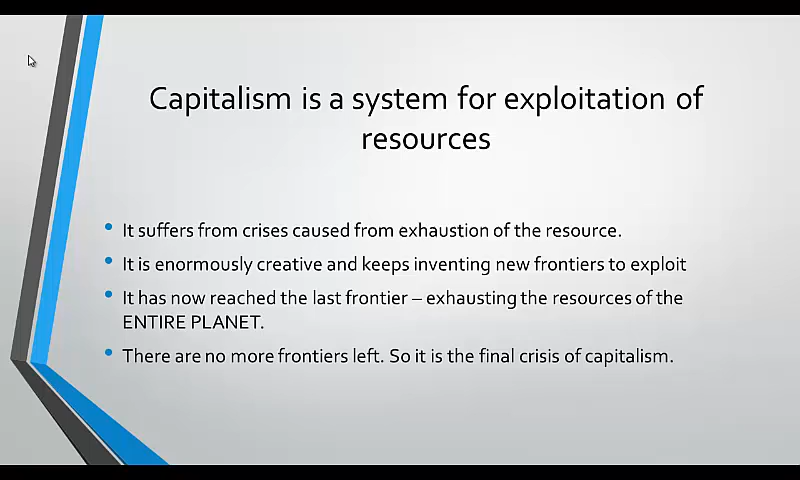 Capitalism is a system for exploitation of
resources
• It suffers from crises caused from exhaustion of the resource.
• It is enormously creative and keeps inventing new frontiers to exploit
• It has now reached the last frontier – exhausting the resources of the
ENTIRE PLANET.
• There are no more frontiers left. So it is the final crisis of capitalism.